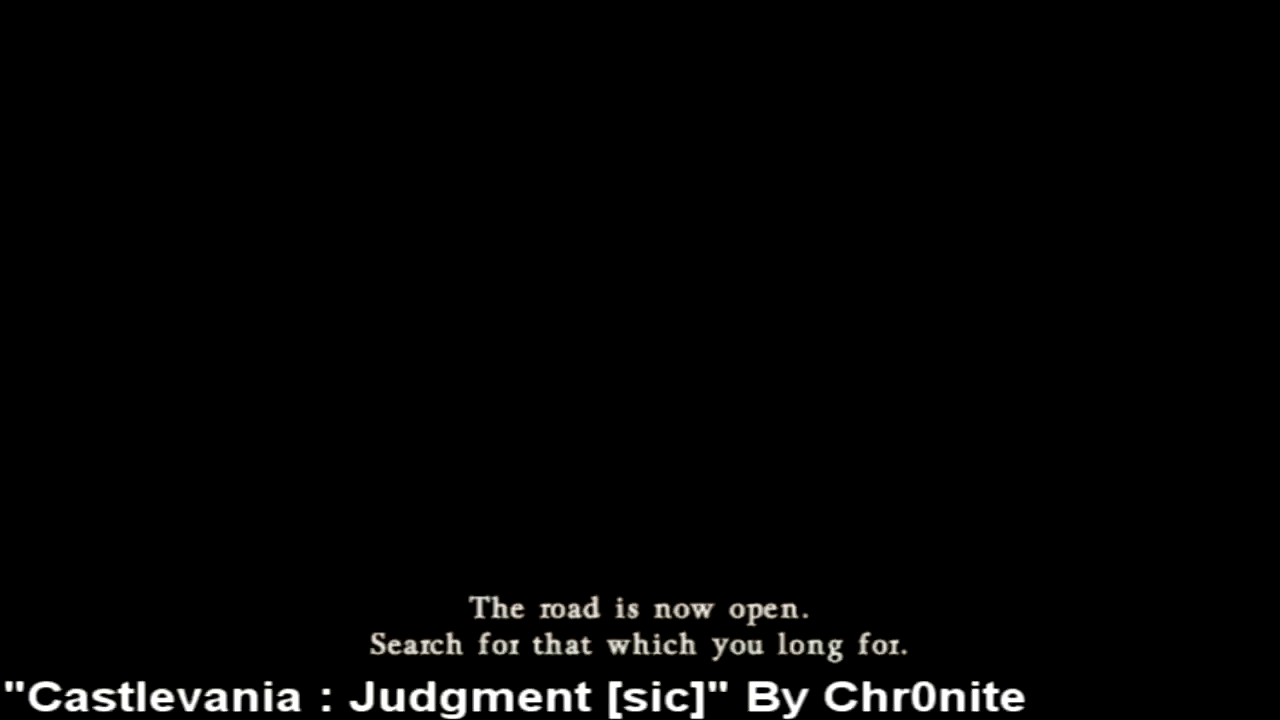 The road is now open.
Search for that which you long for.
"Castlevania : Judgment [sic]" By Chr0nite